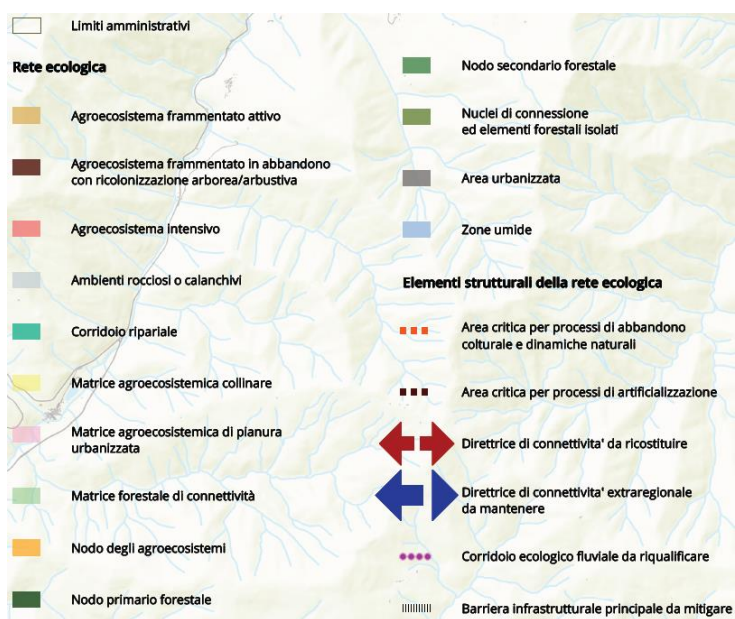 Limiti amministrativi
Rete ecologica
Agroecosistema frammentato attivo
Agroecosistema frammentato in abbandono
con ricolonizzazione arborea/arbustiva
Agroecosistema intensivo
Ambienti rocciosi o calanchivi
Corridoio ripariale
Matrice agroecosistemica collinare
Matrice agroecosistemica di pianura
urbanizzata
Matrice forestale di connettività
Nodo degli agroecosistemi
Nodo primario forestale
Nodo secondario forestale
Nuclei di connessione
ed elementi forestali isolati
Area urbanizzata
Zone umide
Elementi strutturali della rete ecologica
Area critica per processi di abbandono
colturale e dinamiche naturali
Area critica per processi di artificializzazione
Direttrice di connettivita' da ricostituire
Direttrice di connettivita' extraregionale
da mantenere
Corridoio ecologico fluviale da riqualificare
Barriera infrastrutturale principale da mitigare